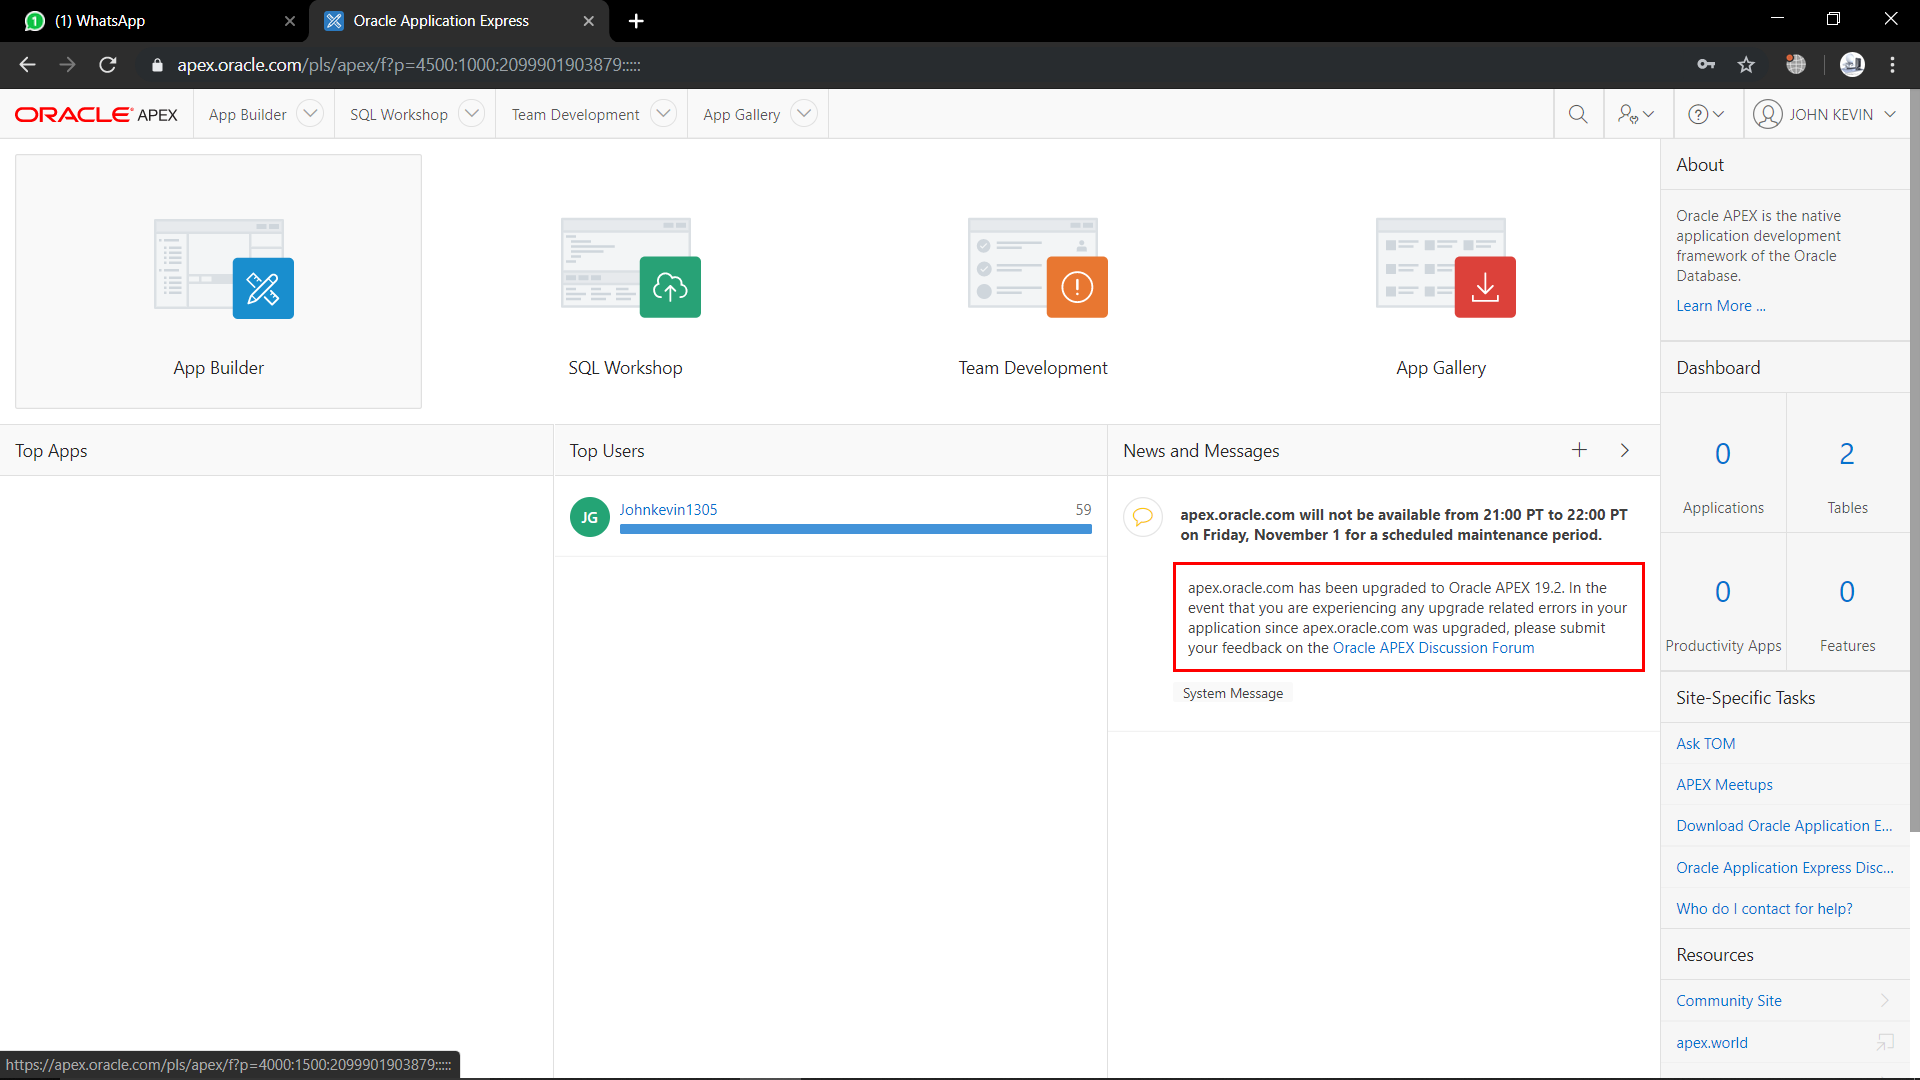 (1) WhatsApp
Oracle Application Express
apex.oracle.com/pls/apex/f?p=4500:1000:2099901903879:::::
ORACLE APEX
App Builder
SQL Workshop
Team Development
App Gallery
JOHN KEVIN
App Builder
SQL Workshop
Team Development
App Gallery
Top Apps
Top Users
JG
Johnkevin1305
59
News and Messages
apex.oracle.com will not be available from 21:00 PT to 22:00 PT
on Friday, November 1 for a scheduled maintenance period.
apex.oracle.com has been upgraded to Oracle APEX 19.2. In the
event that you are experiencing any upgrade related errors in your
application since apex.oracle.com was upgraded, please submit
your feedback on the Oracle APEX Discussion Forum
System Message
About
Oracle APEX is the native
application development
framework of the Oracle
Database.
Learn More ...
Dashboard
0
Applications
2
Tables
0
Productivity Apps
0
Features
Site-Specific Tasks
Ask TOM
APEX Meetups
Download Oracle Application E...
Oracle Application Express Disc...
Who do I contact for help?
Resources
Community Site
apex.world
https://apex.oracle.com/pls/apex/f?p=4000:1500:2099901903879:::::